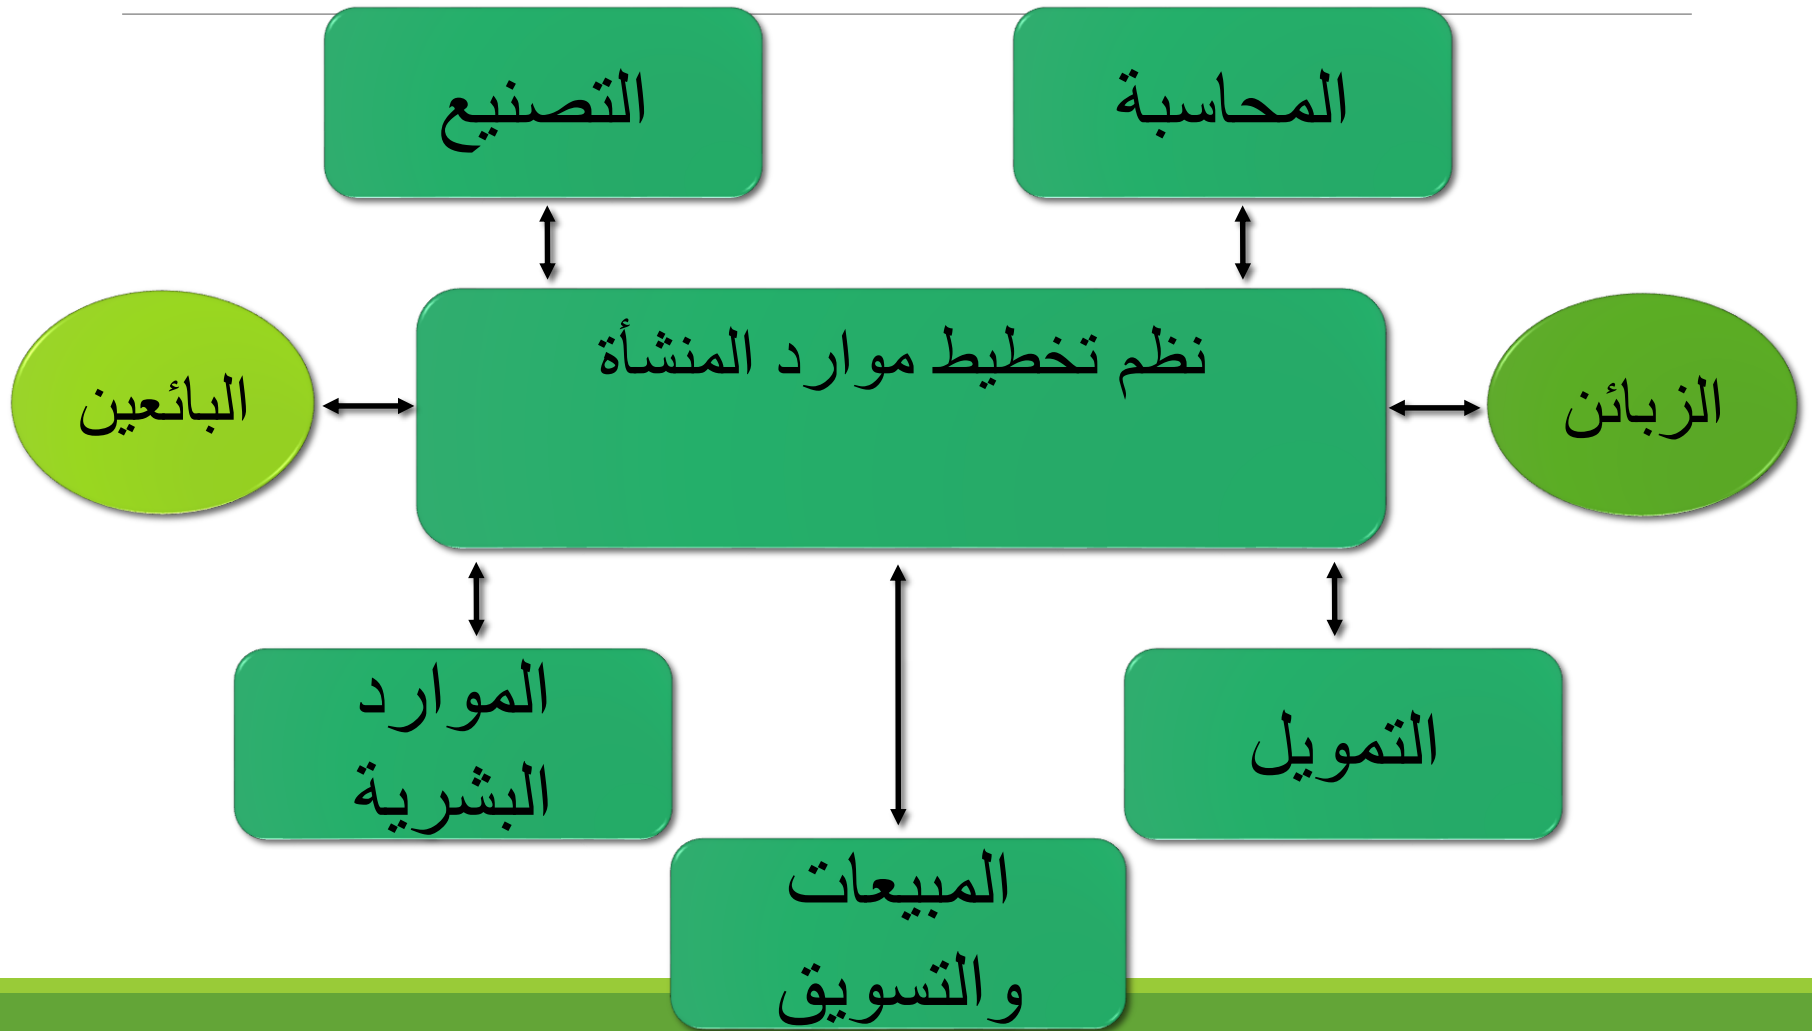 المحاسبة
التصنيع
نظم تخطيط موارد المنشأة
الزبائن
البائعين
التمويل
الموارد
البشرية
المبيعات
والتسويق